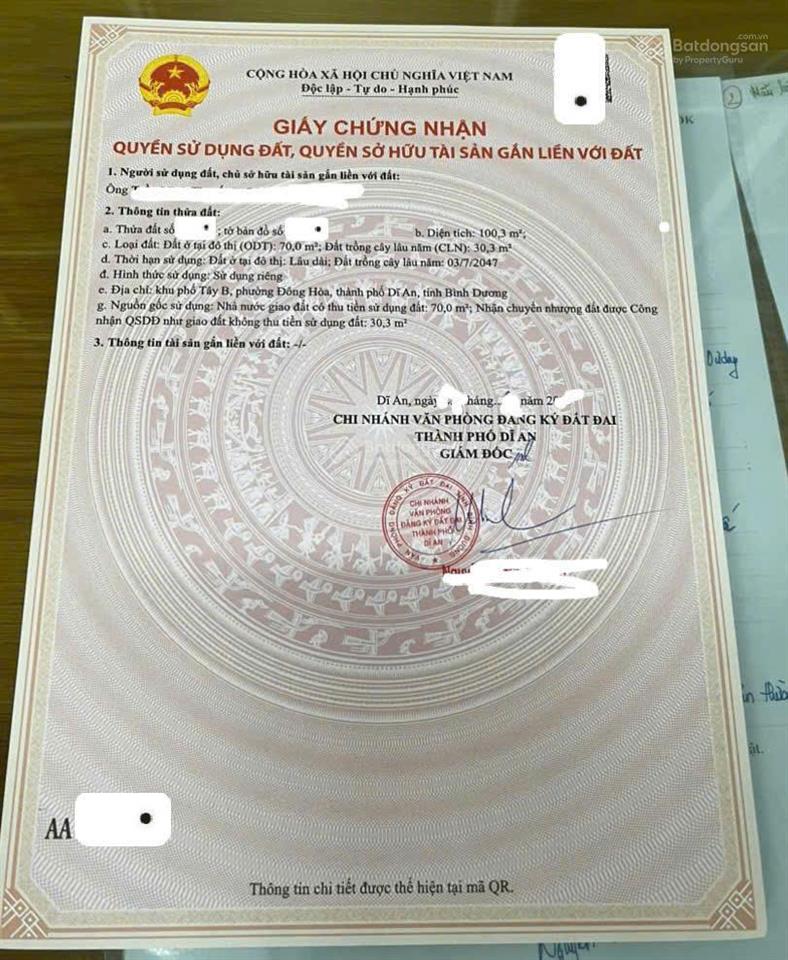 Batdongsan.com.vn
by PropertyGuru
CỘNG HÒA XÃ HỘI CHỦ NGHĨA VIỆT NAM
Độc lập - Tự do - Hạnh phúc
GIẤY CHỨNG NHẬN
QUYỀN SỬ DỤNG ĐẤT, QUYỀN SỞ HỮU TÀI SẢN GẮN LIỀN VỚI ĐẤT
1. Người sử dụng đất, chủ sở hữu tài sản gắn liền với đất:
Ông
2. Thông tin thửa đất:
a. Thửa đất số ; tờ bản đồ số b. Diện tích: 100,3 m²;
c. Loại đất: Đất ở tại đô thị (ODT): 70,0 m²; Đất trồng cây lâu năm (CLN): 30,3 m²
d. Thời hạn sử dụng: Đất ở tại đô thị: Lâu dài; Đất trồng cây lâu năm: 03/7/2047
đ. Hình thức sử dụng: Sử dụng riêng
e. Địa chỉ: khu phố Tây B, phường Đông Hòa, thành phố Dĩ An, tỉnh Bình Dương
g. Nguồn gốc sử dụng: Nhà nước giao đất có thu tiền sử dụng đất: 70,0 m²; Nhận chuyển nhượng đất được Công
nhận QSDĐ như giao đất không thu tiền sử dụng đất: 30,3 m²
3. Thông tin tài sản gắn liền với đất: -/-
Dĩ An, ngày tháng năm 2
CHI NHÁNH VĂN PHÒNG ĐĂNG KÝ ĐẤT ĐAI
THÀNH PHỐ DĨ AN
GIÁM ĐỐC
CHI NHÁNH
VĂN PHÒNG
ĐĂNG KÝ ĐẤT ĐAI
THÀNH PHỐ
DĨ AN
AA
Thông tin chi tiết được thể hiện tại mã QR.